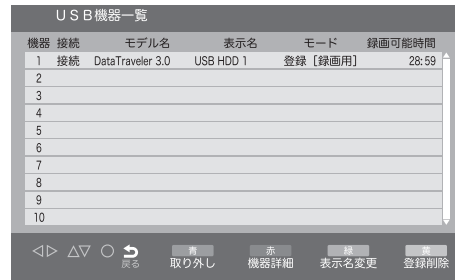 USB機器一覧
機器 接続 モデル名 表示名 モード 録画可能時間
1 接続 DataTraveler 3.0 USB HDD 1 登録［録画用］ 28:59
2
3
4
5
6
7
8
9
10
戻る
青 赤 緑 黄
取り外し 機器詳細 表示名変更 登録削除